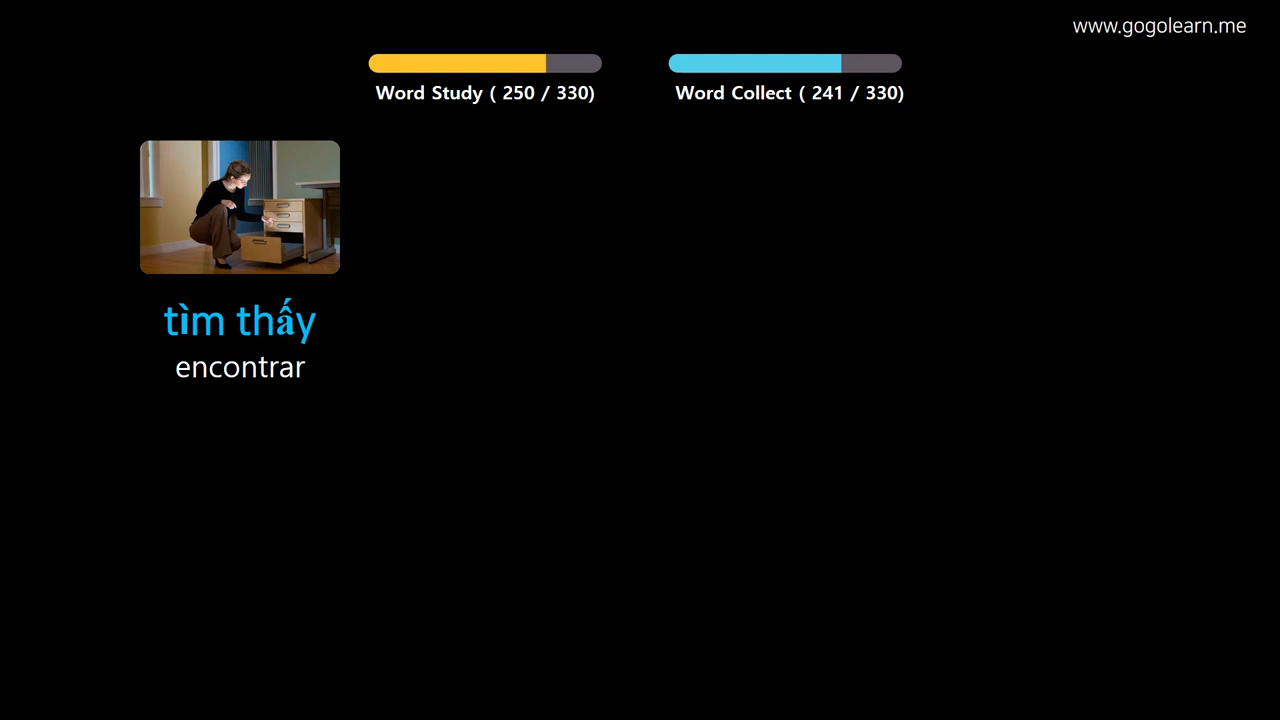 www.gogolearn.me
Word Study ( 250 / 330)
Word Collect ( 241 / 330)
tìm thấy
encontrar